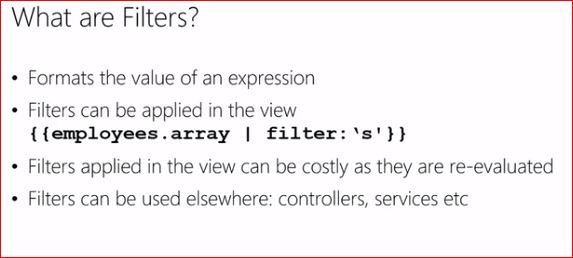 What are Filters?
• Formats the value of an expression
• Filters can be applied in the view
{{employees.array | filter:‛s'}}
• Filters applied in the view can be costly as they are re-evaluated
• Filters can be used elsewhere: controllers, services etc